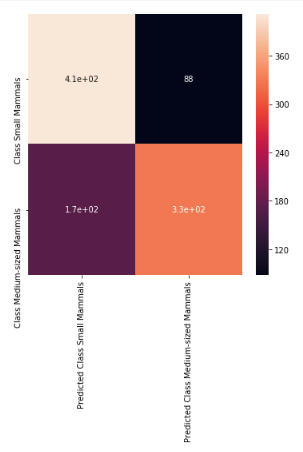 4.1e+02
88
1.7e+02
3.3e+02
Class Small Mammals
Class Medium-sized Mammals
Predicted Class Small Mammals
Predicted Class Medium-sized Mammals
360
300
240
180
120